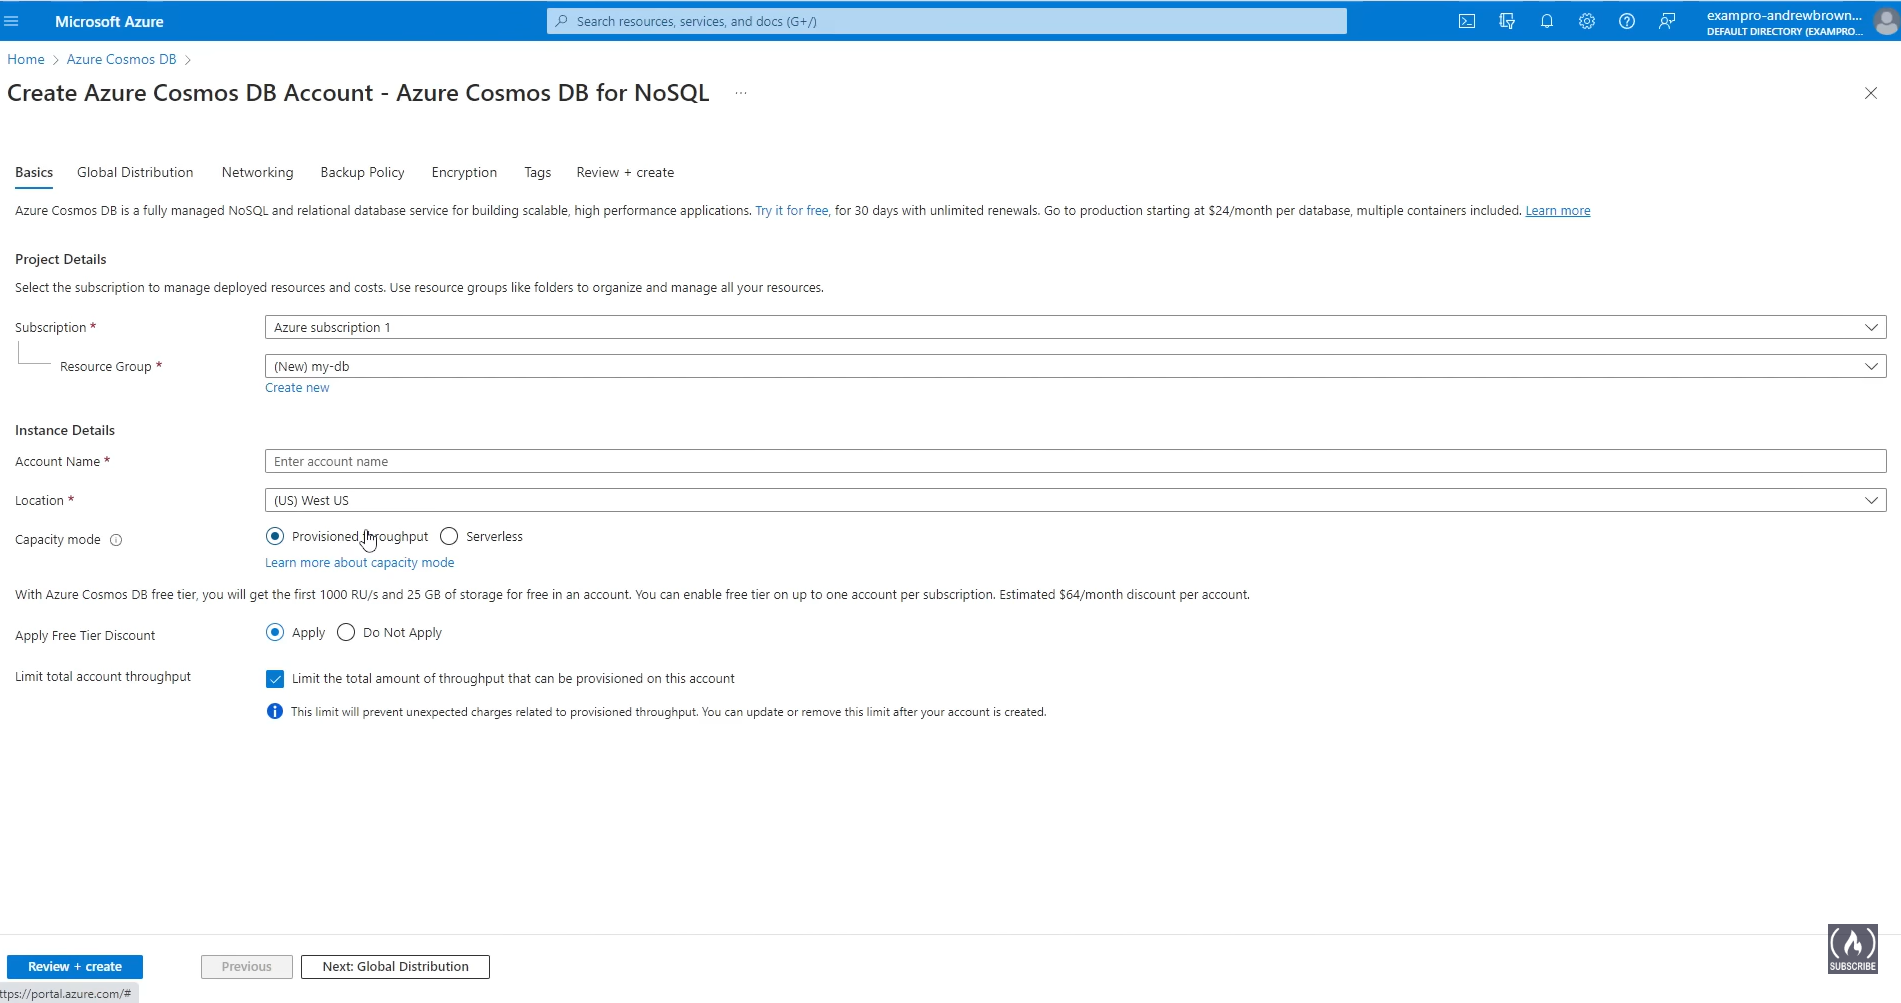 Microsoft Azure
Search resources, services, and docs (G+/)
exampro-andrewbrown...
DEFAULT DIRECTORY (EXAMPRO...
Home > Azure Cosmos DB >
Create Azure Cosmos DB Account - Azure Cosmos DB for NoSQL ...
Basics Global Distribution Networking Backup Policy Encryption Tags Review + create
Azure Cosmos DB is a fully managed NoSQL and relational database service for building scalable, high performance applications. Try it for free, for 30 days with unlimited renewals. Go to production starting at $24/month per database, multiple containers included. Learn more
Project Details
Select the subscription to manage deployed resources and costs. Use resource groups like folders to organize and manage all your resources.
Subscription * Azure subscription 1
Resource Group * (New) my-db
Create new
Instance Details
Account Name * Enter account name
Location * (US) West US
Capacity mode Provisioned throughput Serverless
Learn more about capacity mode
With Azure Cosmos DB free tier, you will get the first 1000 RU/s and 25 GB of storage for free in an account. You can enable free tier on up to one account per subscription. Estimated $64/month discount per account.
Apply Free Tier Discount Apply Do Not Apply
Limit total account throughput Limit the total amount of throughput that can be provisioned on this account
This limit will prevent unexpected charges related to provisioned throughput. You can update or remove this limit after your account is created.
Review + create Previous Next: Global Distribution
SUBSCRIBE
ttps://portal.azure.com/#